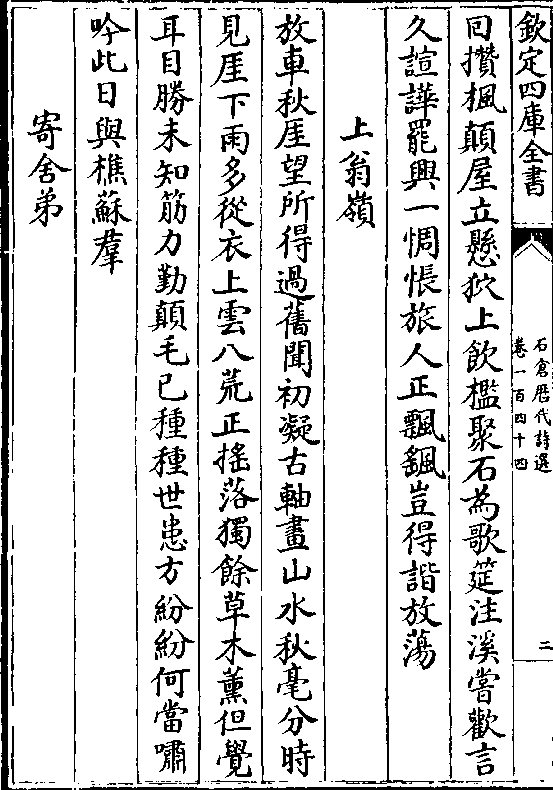 欽定四庫全書
石倉歴代詩選
卷一百四十四
二
回攢楓顛屋立懸狖上飲檻聚石為歌筵注溪嘗歡言
久諠譁罷興一惆悵旅人正飄颻豈得諧放蕩
上翁嶺
放車秋厓望所得過舊聞初凝古軸畫山水秋毫分時
見厓下雨多從衣上雲八荒正搖落獨餘草木薰但覺
耳目勝未知筋力勤顛毛已種種世患方紛紛何當嘯
吟此日與樵蘇羣
寄舍弟